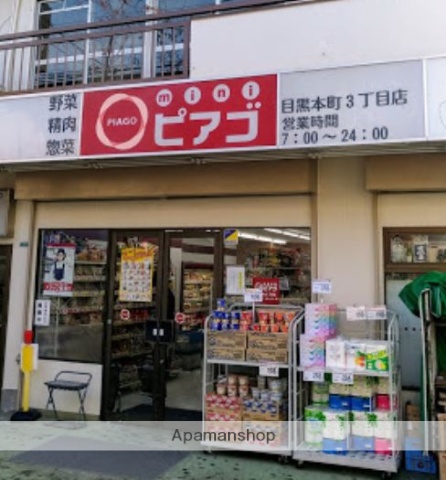 野菜
精肉
惣菜
PIAGO
mini
ピアゴ
目黒本町3丁目店
営業時間
7:00～24:00
Apamanshop